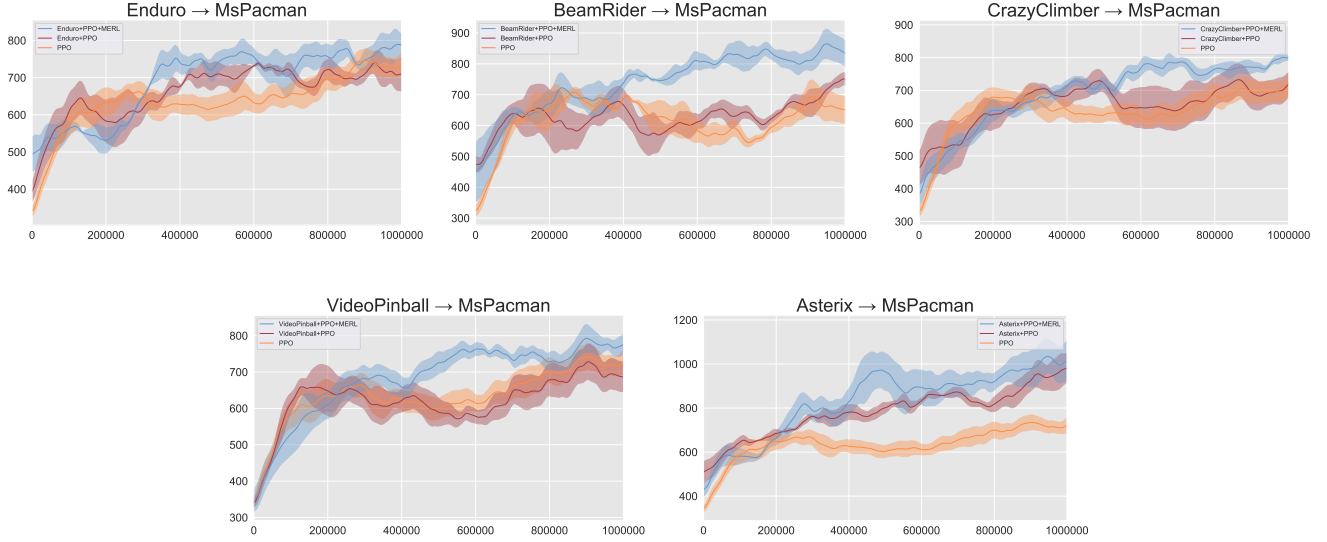 Enduro → MsPacman
Enduro+PPO+MERL
Enduro+PPO
PPO
800
700
600
500
400
0 200000 400000 600000 800000 1000000
BeamRider → MsPacman
BeamRider+PPO+MERL
BeamRider+PPO
PPO
900
800
700
600
500
400
300
0 200000 400000 600000 800000 1000000
CrazyClimber → MsPacman
CrazyClimber+PPO+MERL
CrazyClimber+PPO
PPO
900
800
700
600
500
400
300
0 200000 400000 600000 800000 1000000
VideoPinball → MsPacman
VideoPinball+PPO+MERL
VideoPinball+PPO
PPO
800
700
600
500
400
300
0 200000 400000 600000 800000 1000000
Asterix → MsPacman
Asterix+PPO+MERL
Asterix+PPO
PPO
1200
1000
800
600
400
0 200000 400000 600000 800000 1000000